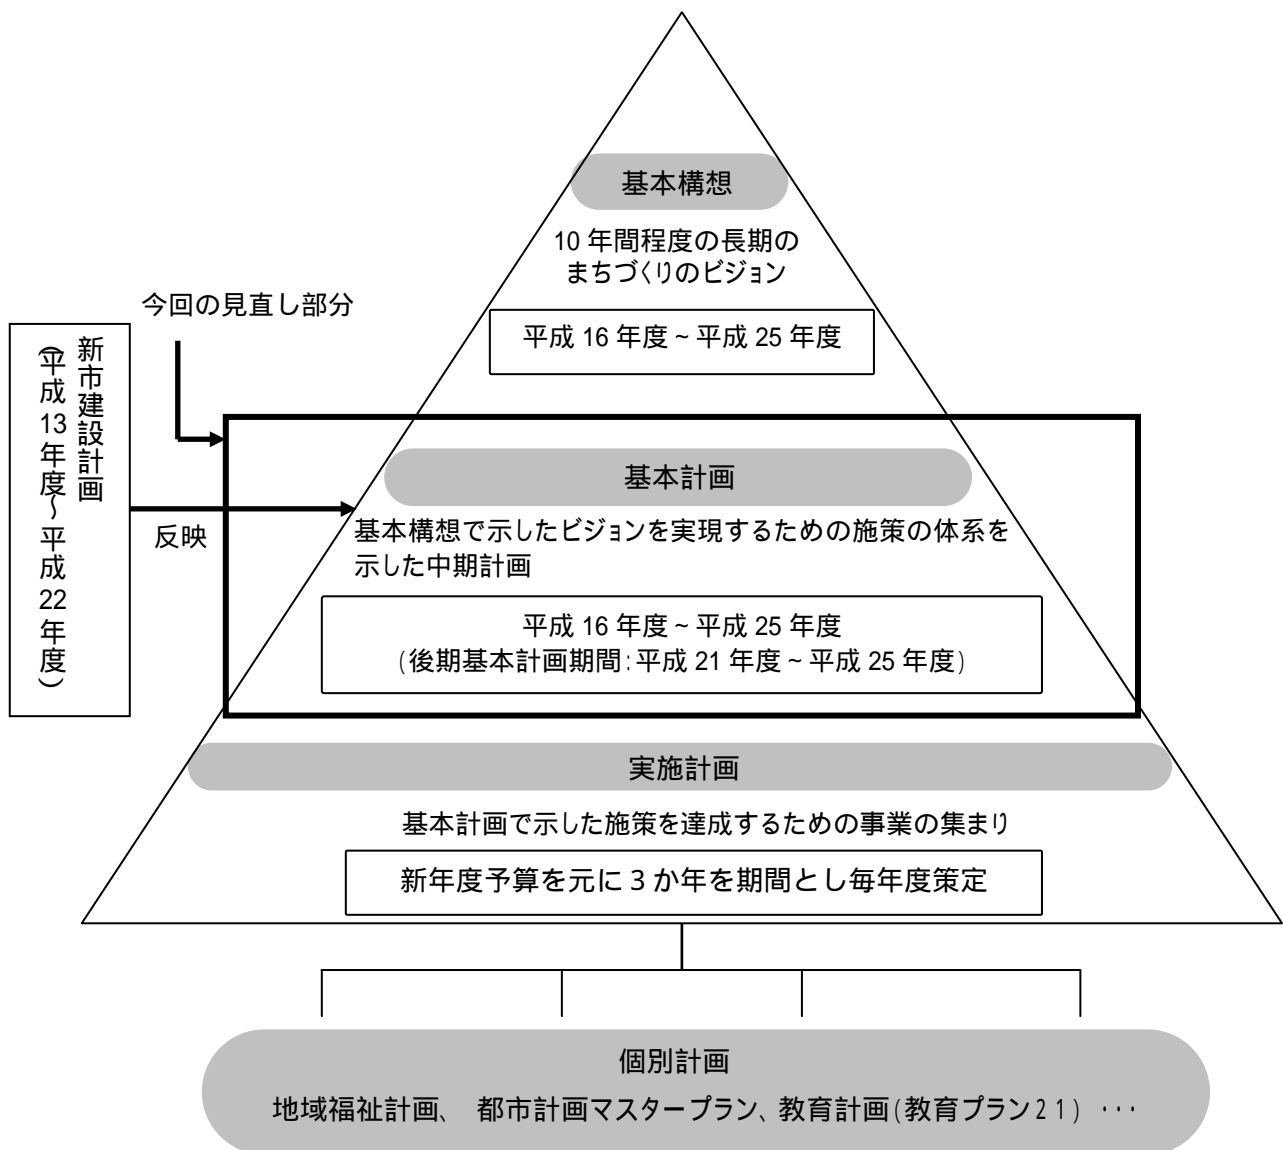 基本構想
10 年間程度の長期の
まちづくりのビジョン
平成 16 年度 ~ 平成 25 年度
今回の見直し部分
新市建設計画
(平成 13 年度~平成 22 年度)
反映
基本計画
基本構想で示したビジョンを実現するための施策の体系を
示した中期計画
平成 16 年度 ~ 平成 25 年度
(後期基本計画期間:平成 21 年度 ~ 平成 25 年度)
実施計画
基本計画で示した施策を達成するための事業の集まり
新年度予算を元に3か年を期間とし毎年度策定
個別計画
地域福祉計画、 都市計画マスタープラン、教育計画(教育プラン21) ・・・